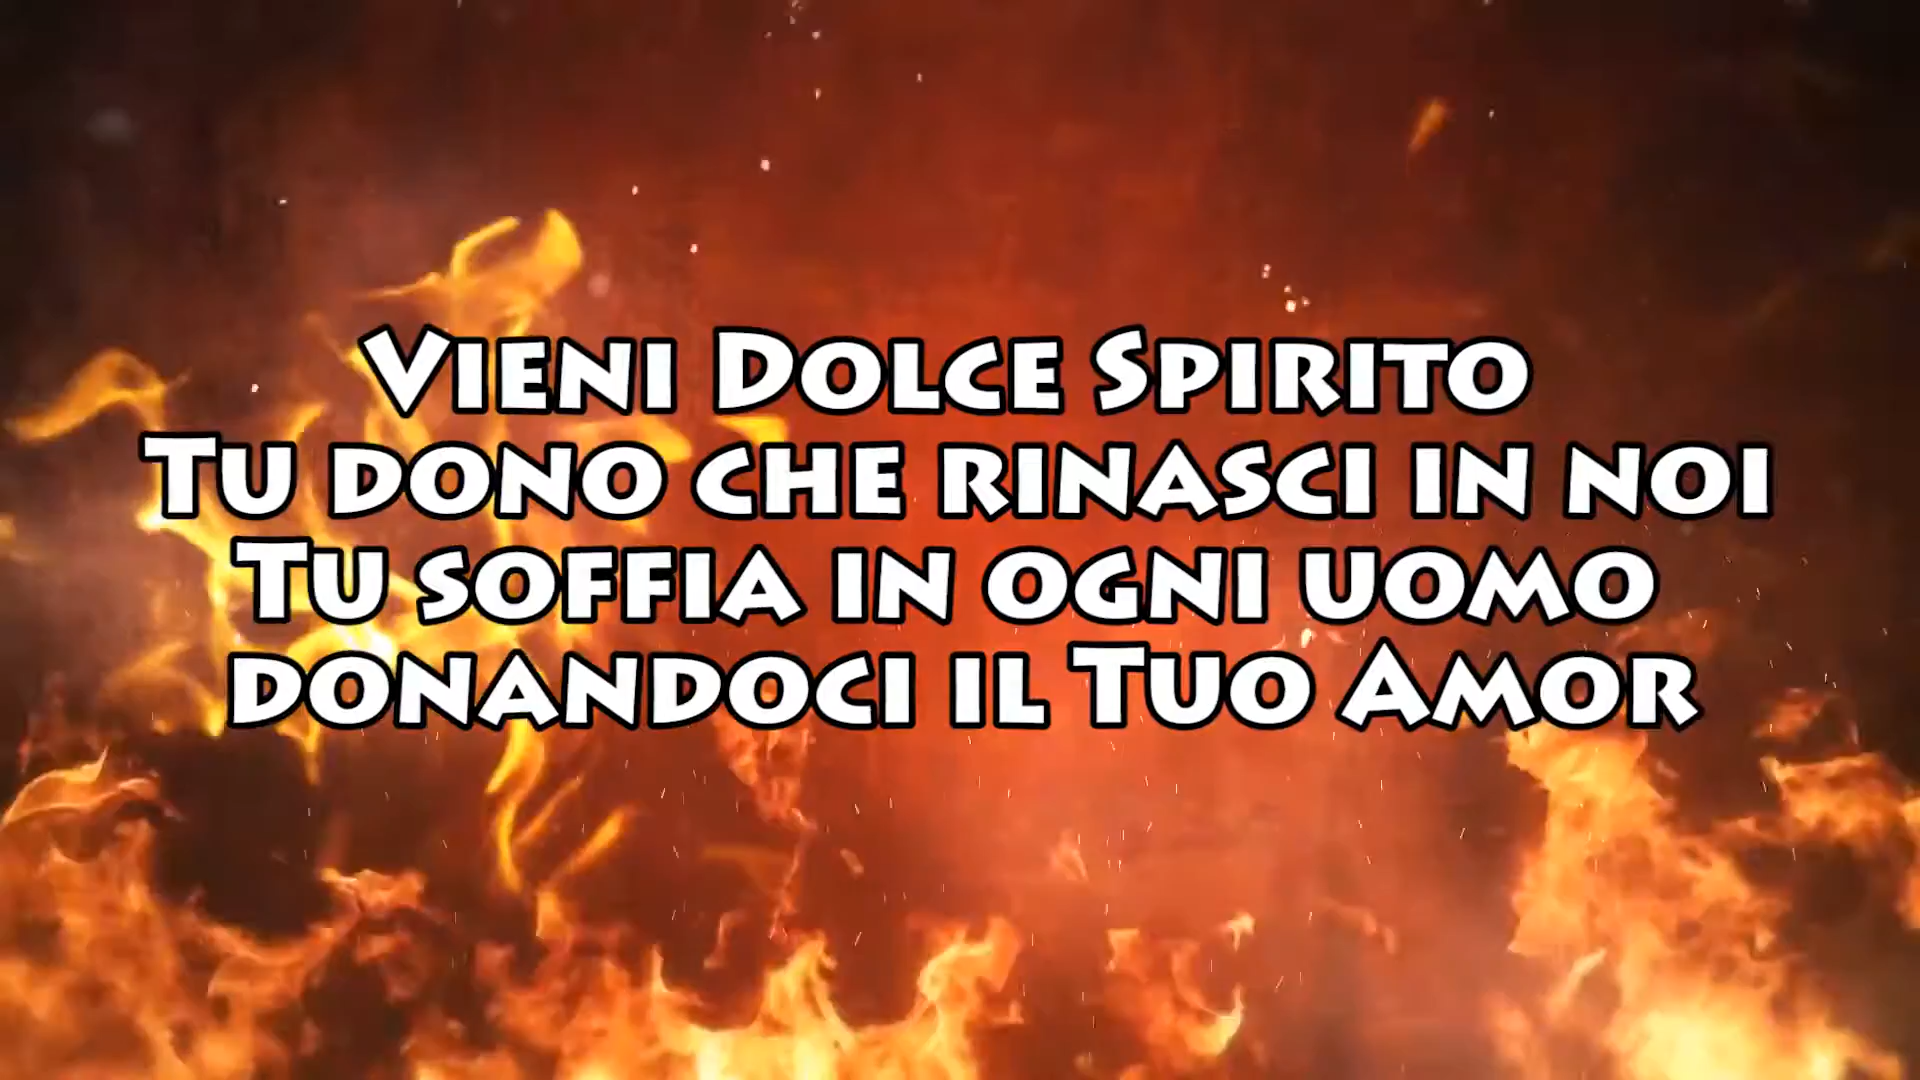 Vieni Dolce Spirito
Tu dono che rinasci in noi
Tu soffia in ogni uomo
donandoci il Tuo Amor